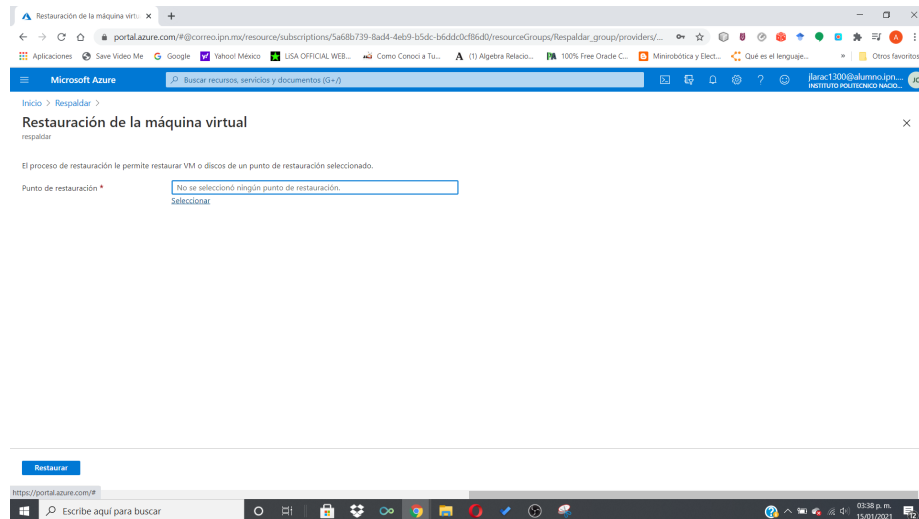 Restauración de la máquina virtu
portal.azure.com/#@correo.ipn.mx/resource/subscriptions/5a68b739-8ad4-4eb9-b5dc-b6ddc0cf86d0/resourceGroups/Respaldar_group/providers/...
Aplicaciones Save Video Me Google Yahoo! México LiSA OFFICIAL WEB... Como Conocí a Tu... (1) Algebra Relacio... 100% Free Oracle C... Minirobótica y Elect... Qué es el lenguaje... » Otros favoritos
Microsoft Azure Buscar recursos, servicios y documentos (G+/) jlarac1300@alumno.ipn....
INSTITUTO POLITECNICO NACIO...
Inicio > Respaldar >
Restauración de la máquina virtual
respaldar
El proceso de restauración le permite restaurar VM o discos de un punto de restauración seleccionado.
Punto de restauración * No se seleccionó ningún punto de restauración.
Seleccionar
Restaurar
https://portal.azure.com/#
Escribe aquí para buscar
03:38 p. m.
15/01/2021